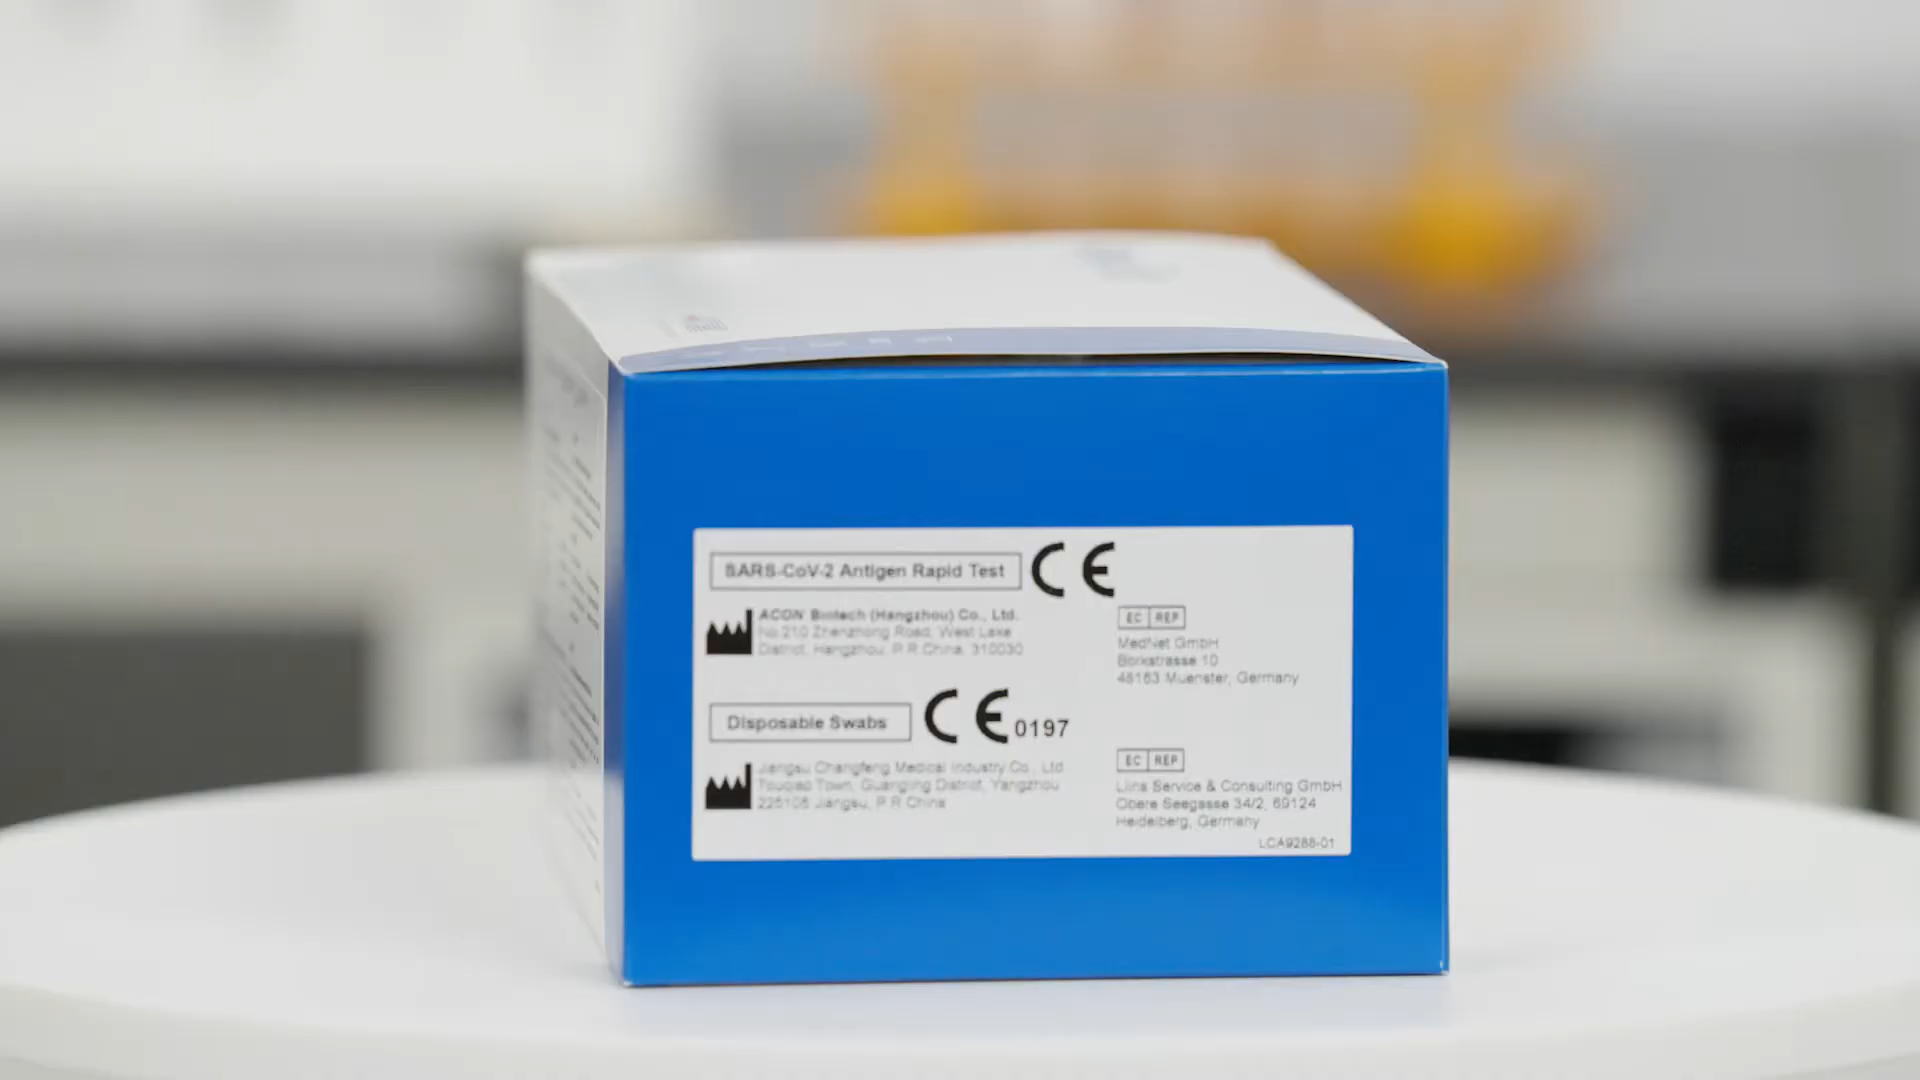 SARS-CoV-2 Antigen Rapid Test CE
ACON Biotech (Hangzhou) Co., Ltd.
No.210 Zhenzhong Road, West Lake
District, Hangzhou, P.R.China, 310030
EC REP
MedNet GmbH
Borkstrasse 10
48163 Muenster, Germany
Disposable Swabs CE 0197
Jiangsu Changfeng Medical Industry Co., Ltd
Touqiao Town, Guangling District, Yangzhou
225108 Jiangsu, P.R.China
EC REP
Llins Service & Consulting GmbH
Obere Seegasse 34/2, 69124
Heidelberg, Germany
LCA9288-01